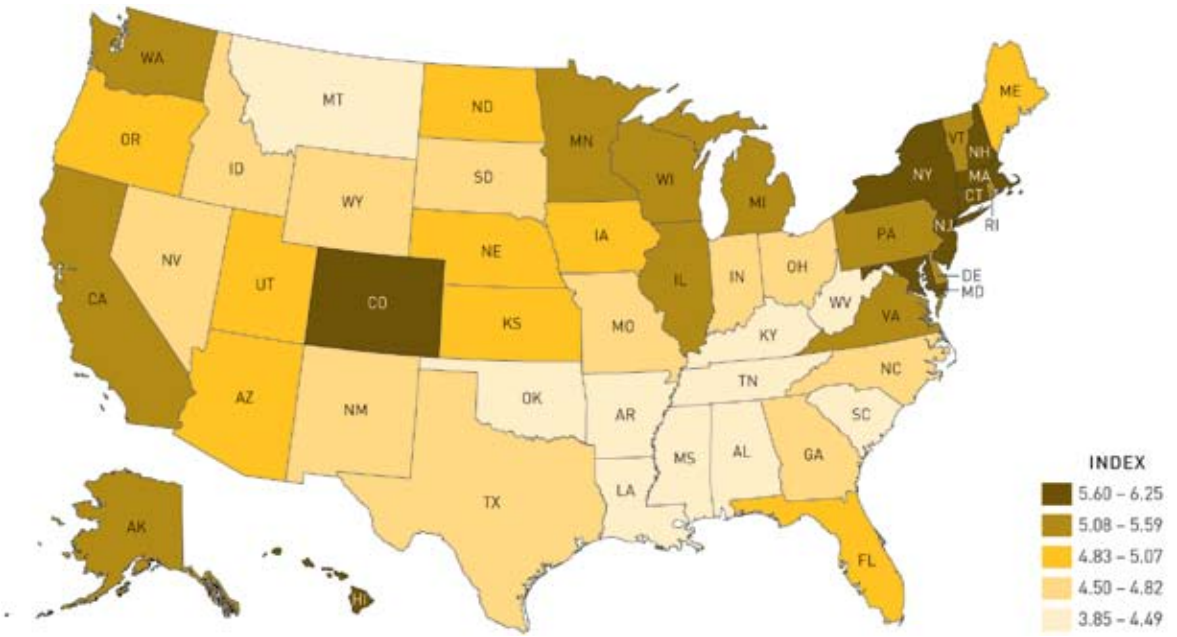 WA
MT
ND
ME
OR
MN
VT
NH
ID
SD
WI
NY
MA
CT
WY
MI
RI
NJ
IA
PA
NE
NV
UT
IN
OH
DE
CA
CO
IL
MD
WV
VA
KS
MO
KY
NC
AZ
TN
NM
OK
AR
SC
MS
AL
GA
LA
TX
AK
FL
HI
INDEX
5.60 – 6.25
5.08 – 5.59
4.83 – 5.07
4.50 – 4.82
3.85 – 4.49